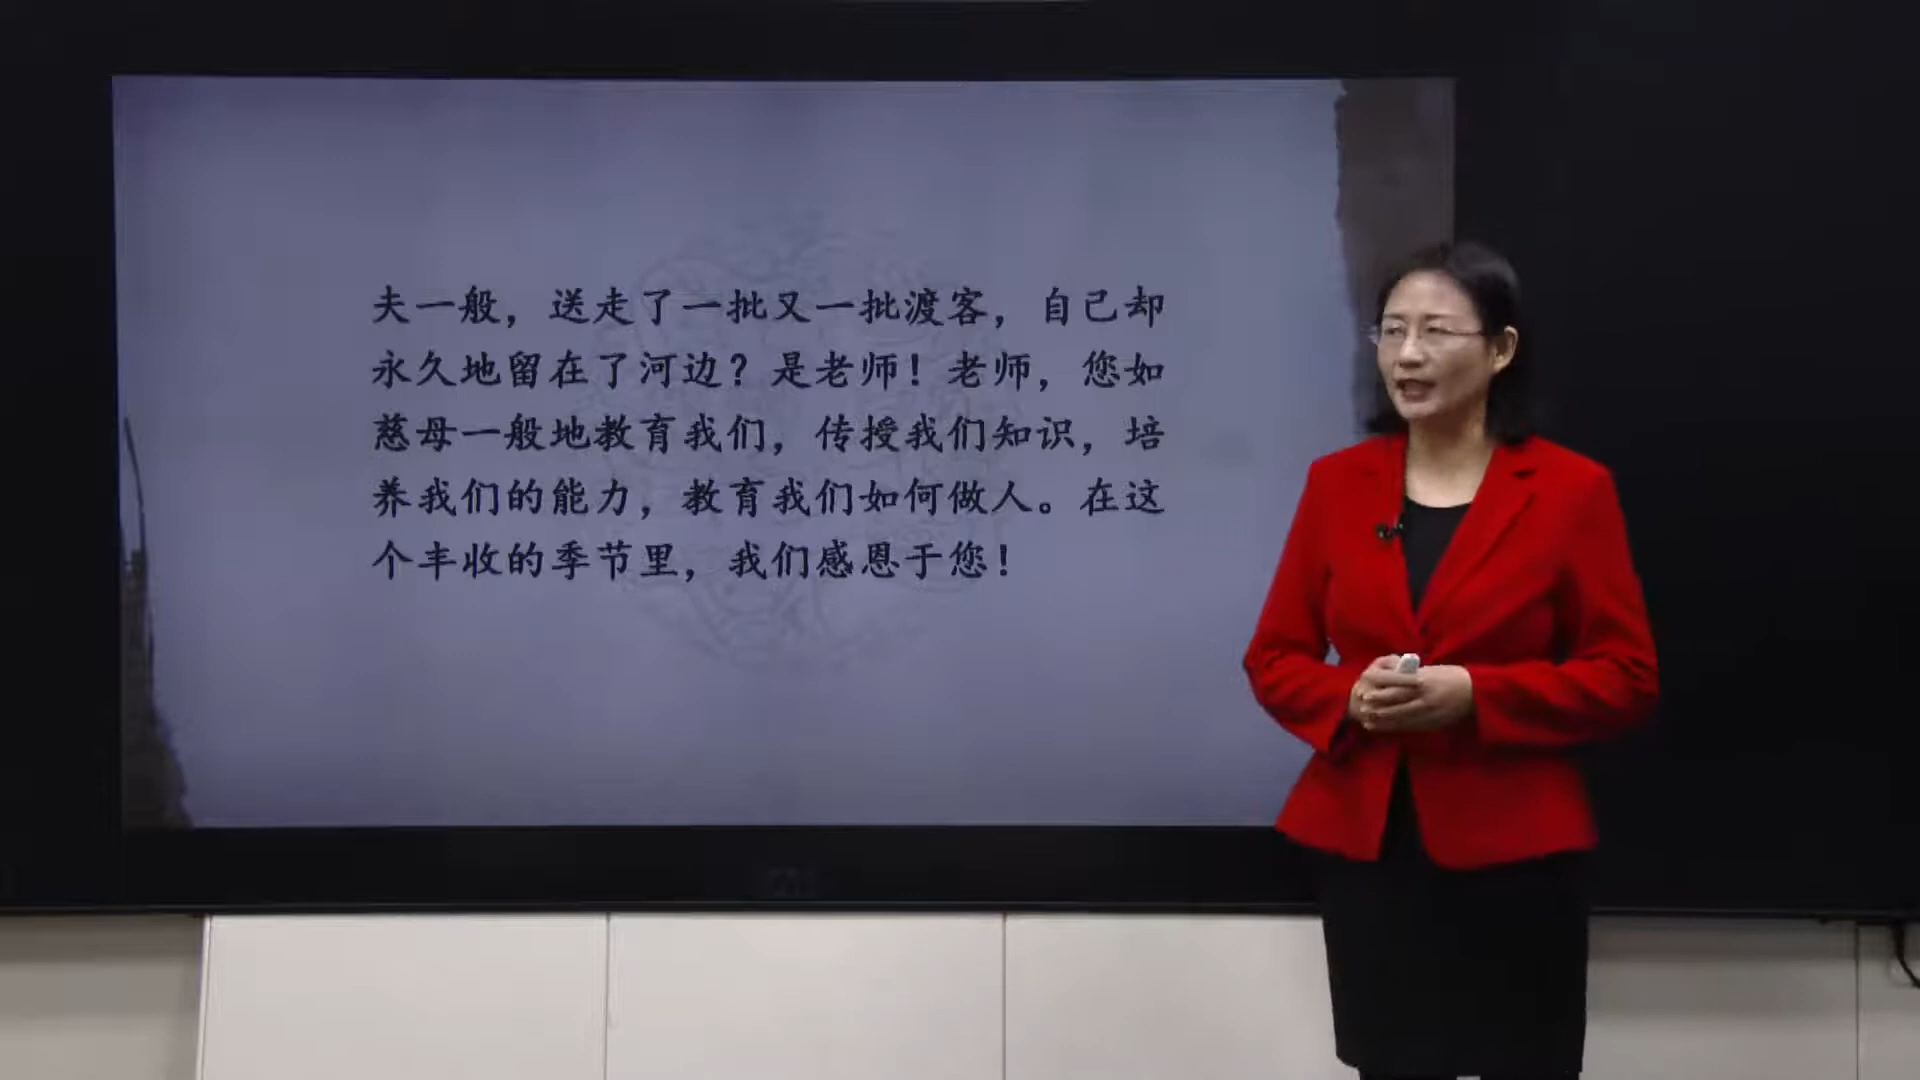 夫一般，送走了一批又一批渡客，自己却
永久地留在了河边？是老师！老师，您如
慈母一般地教育我们，传授我们知识，培
养我们的能力，教育我们如何做人。在这
个丰收的季节里，我们感恩于您！